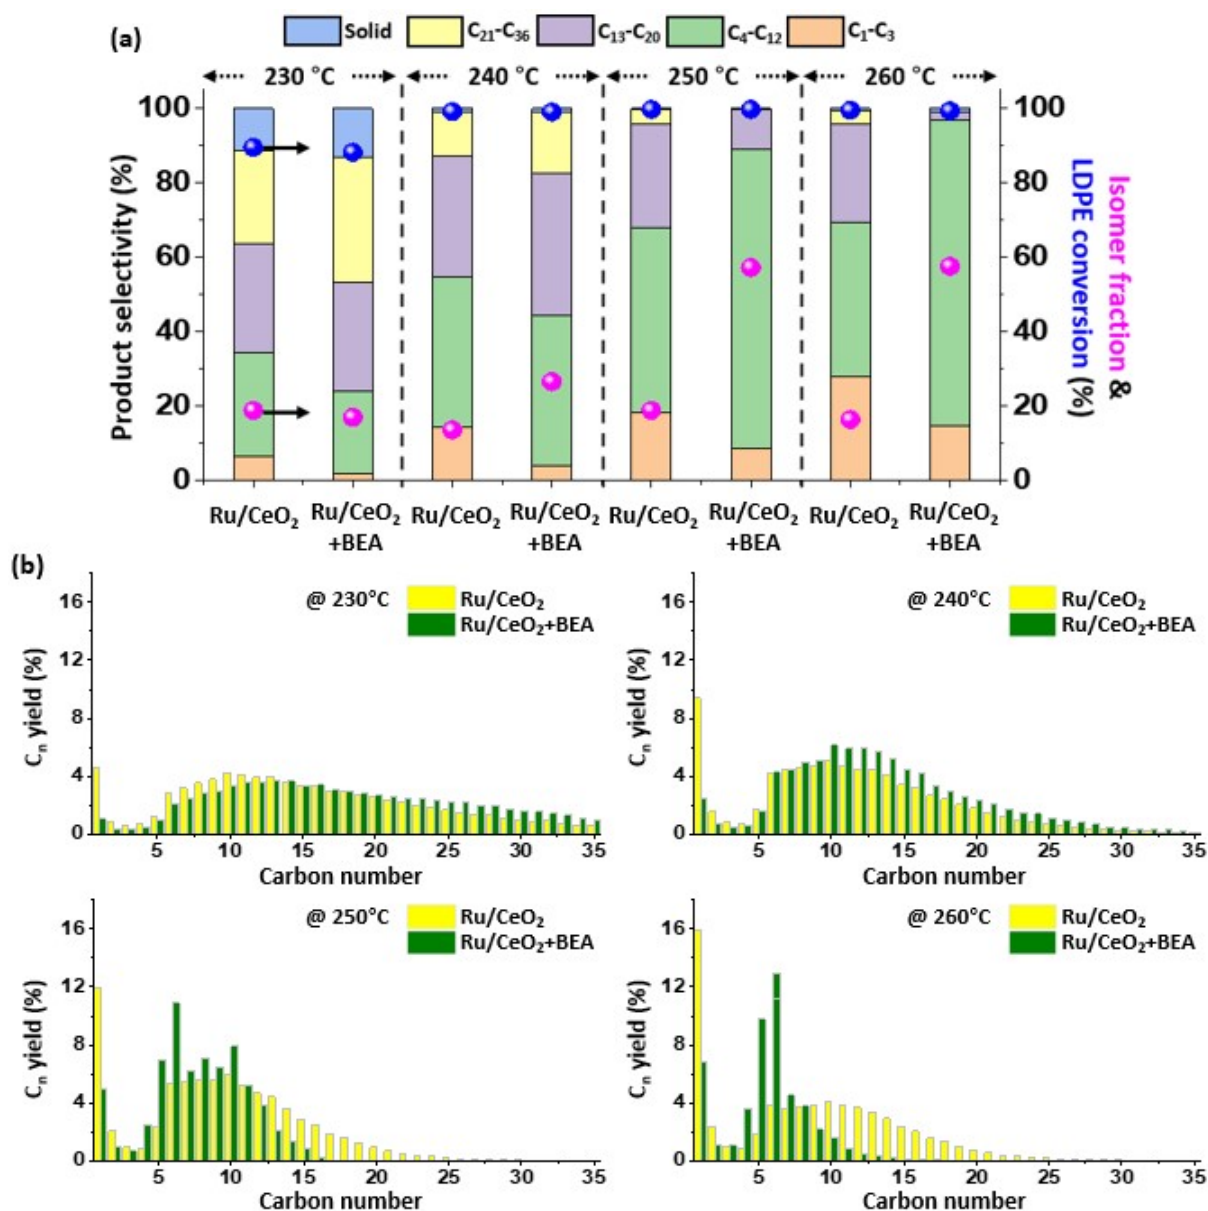 (a)
Solid C₂₁-C₃₆ C₁₃-C₂₀ C₄-C₁₂ C₁-C₃
230 °C 240 °C 250 °C 260 °C
Product selectivity (%)
100
80
60
40
20
0
100
80
60
40
20
0
Isomer fraction &
LDPE conversion (%)
Ru/CeO₂ Ru/CeO₂ Ru/CeO₂ Ru/CeO₂ Ru/CeO₂ Ru/CeO₂ Ru/CeO₂ Ru/CeO₂
+BEA +BEA +BEA +BEA
(b)
@ 230°C Ru/CeO₂
Ru/CeO₂+BEA
Cₙ yield (%)
16
12
8
4
0
5 10 15 20 25 30 35
Carbon number
@ 240°C Ru/CeO₂
Ru/CeO₂+BEA
Cₙ yield (%)
16
12
8
4
0
5 10 15 20 25 30 35
Carbon number
@ 250°C Ru/CeO₂
Ru/CeO₂+BEA
Cₙ yield (%)
16
12
8
4
0
5 10 15 20 25 30 35
Carbon number
@ 260°C Ru/CeO₂
Ru/CeO₂+BEA
Cₙ yield (%)
16
12
8
4
0
5 10 15 20 25 30 35
Carbon number